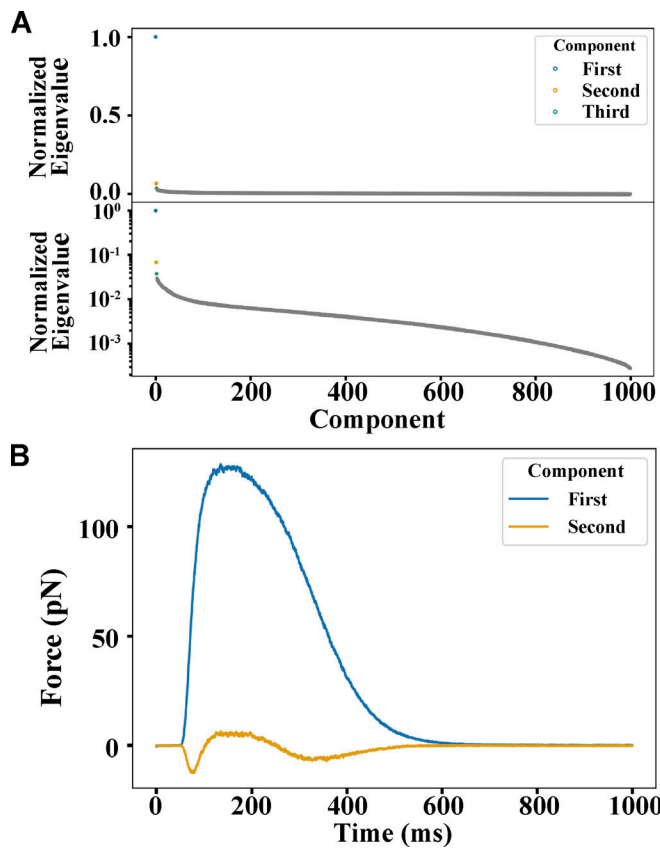 A
1.0
0.5
0.0
Normalized
Eigenvalue
Component
First
Second
Third
10⁰
10⁻¹
10⁻²
10⁻³
Normalized
Eigenvalue
0 200 400 600 800 1000
Component
B
100
50
0
Force (pN)
Component
First
Second
0 200 400 600 800 1000
Time (ms)